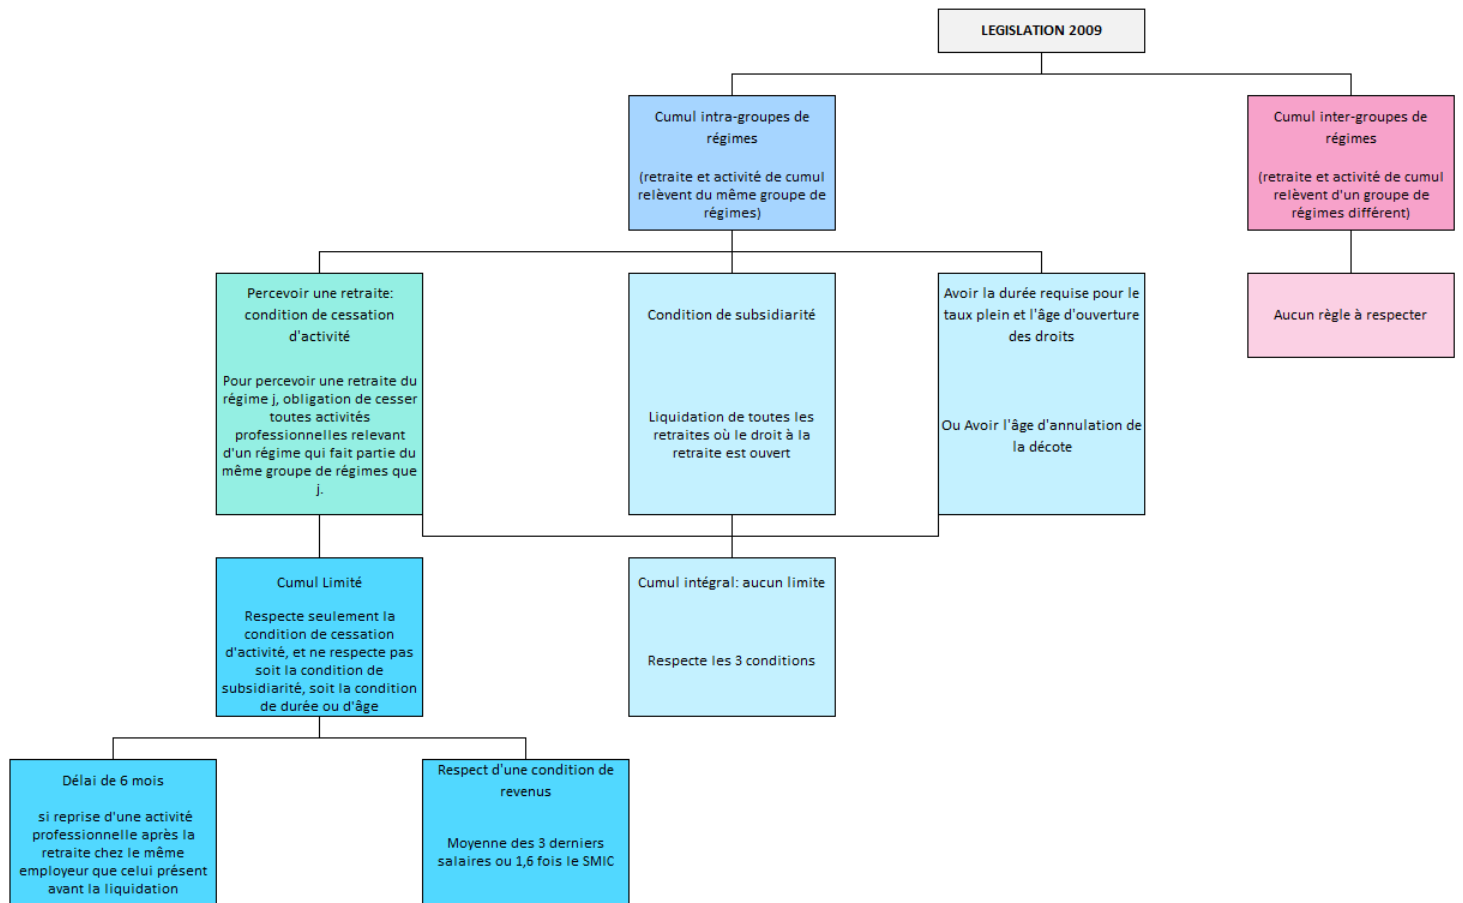 LEGISLATION 2009
Cumul intra-groupes de
régimes
(retraite et activité de cumul
relèvent du même groupe de
régimes)
Cumul inter-groupes de
régimes
(retraite et activité de cumul
relèvent d'un groupe de
régimes différent)
Percevoir une retraite:
condition de cessation
d'activité
Pour percevoir une retraite du
régime j, obligation de cesser
toutes activités
professionnelles relevant
d'un régime qui fait partie du
même groupe de régimes que
j.
Condition de subsidiarité
Liquidation de toutes les
retraites où le droit à la
retraite est ouvert
Avoir la durée requise pour le
taux plein et l'âge d'ouverture
des droits
Ou Avoir l'âge d'annulation de
la décote
Aucun règle à respecter
Cumul Limité
Respecte seulement la
condition de cessation
d'activité, et ne respecte pas
soit la condition de
subsidiarité, soit la condition
de durée ou d'âge
Cumul intégral: aucun limite
Respecte les 3 conditions
Délai de 6 mois
si reprise d'une activité
professionnelle après la
retraite chez le même
employeur que celui présent
avant la liquidation
Respect d'une condition de
revenus
Moyenne des 3 derniers
salaires ou 1,6 fois le SMIC